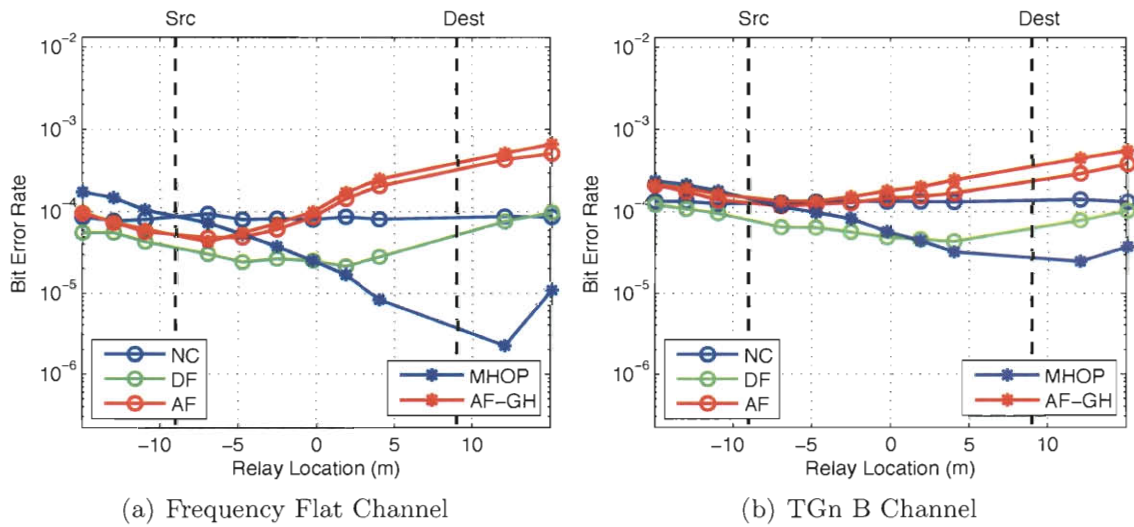 Src
Dest
10^-2
10^-3
10^-4
10^-5
10^-6
Bit Error Rate
NC
DF
AF
MHOP
AF-GH
-10
-5
0
5
10
Relay Location (m)
(a) Frequency Flat Channel
Src
Dest
10^-2
10^-3
10^-4
10^-5
10^-6
Bit Error Rate
NC
DF
AF
MHOP
AF-GH
-10
-5
0
5
10
Relay Location (m)
(b) TGn B Channel